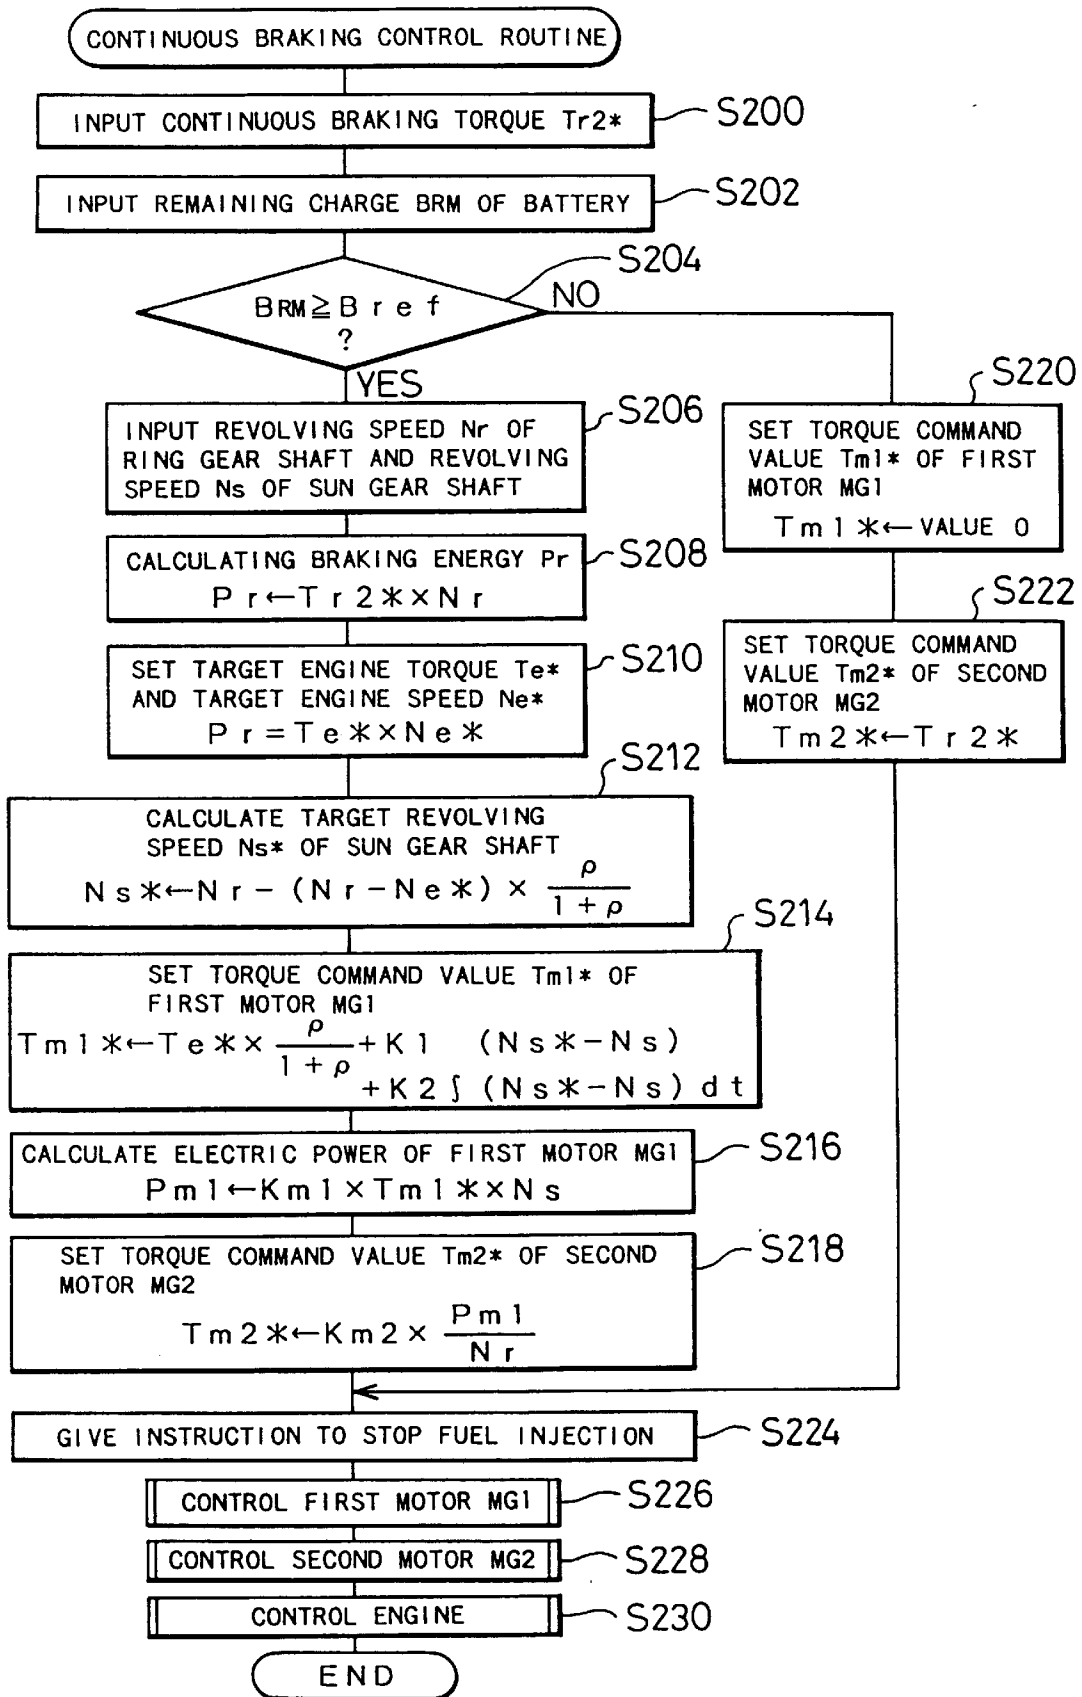 CONTINUOUS BRAKING CONTROL ROUTINE
INPUT CONTINUOUS BRAKING TORQUE Tr2*
S200
INPUT REMAINING CHARGE BRM OF BATTERY
S202
BRM≧Bref
?
S204
NO
YES
INPUT REVOLVING SPEED Nr OF
RING GEAR SHAFT AND REVOLVING
SPEED Ns OF SUN GEAR SHAFT
S206
CALCULATING BRAKING ENERGY Pr
Pr←Tr2*×Nr
S208
SET TARGET ENGINE TORQUE Te*
AND TARGET ENGINE SPEED Ne*
Pr=Te*×Ne*
S210
CALCULATE TARGET REVOLVING
SPEED Ns* OF SUN GEAR SHAFT
Ns*←Nr-(Nr-Ne*)× ρ/1+ρ
S212
SET TORQUE COMMAND VALUE Tm1* OF
FIRST MOTOR MG1
Tm1*←Te*× ρ/1+ρ +K1 (Ns*-Ns)
+K2∫(Ns*-Ns)dt
S214
CALCULATE ELECTRIC POWER OF FIRST MOTOR MG1
Pm1←Km1×Tm1*×Ns
S216
SET TORQUE COMMAND VALUE Tm2* OF SECOND
MOTOR MG2
Tm2*←Km2× Pm1/Nr
S218
SET TORQUE COMMAND
VALUE Tm1* OF FIRST
MOTOR MG1
Tm1*←VALUE 0
S220
SET TORQUE COMMAND
VALUE Tm2* OF SECOND
MOTOR MG2
Tm2*←Tr2*
S222
GIVE INSTRUCTION TO STOP FUEL INJECTION
S224
CONTROL FIRST MOTOR MG1
S226
CONTROL SECOND MOTOR MG2
S228
CONTROL ENGINE
S230
END